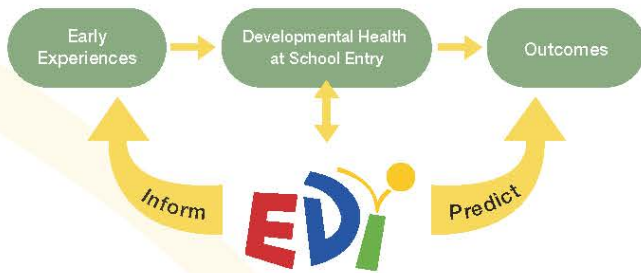 Early
Experiences
Developmental Health
at School Entry
Outcomes
Inform
EDI
Predict